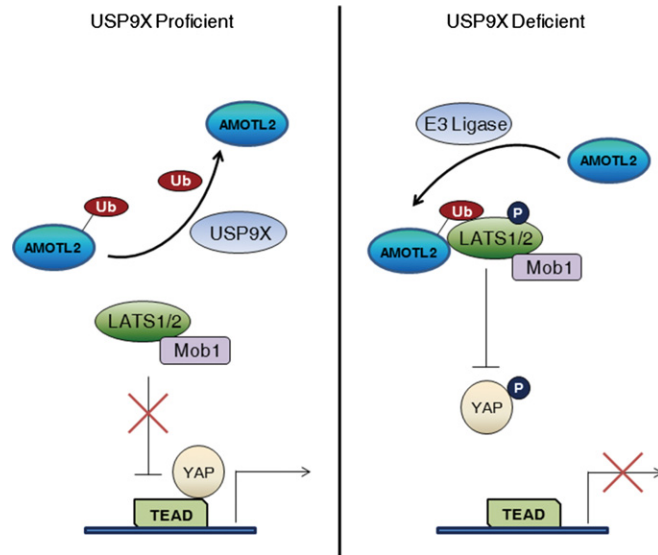 USP9X Proficient
AMOTL2
Ub
Ub
USP9X
AMOTL2
LATS1/2
Mob1
YAP
TEAD
USP9X Deficient
E3 Ligase
AMOTL2
Ub
P
LATS1/2
AMOTL2
Mob1
P
YAP
TEAD